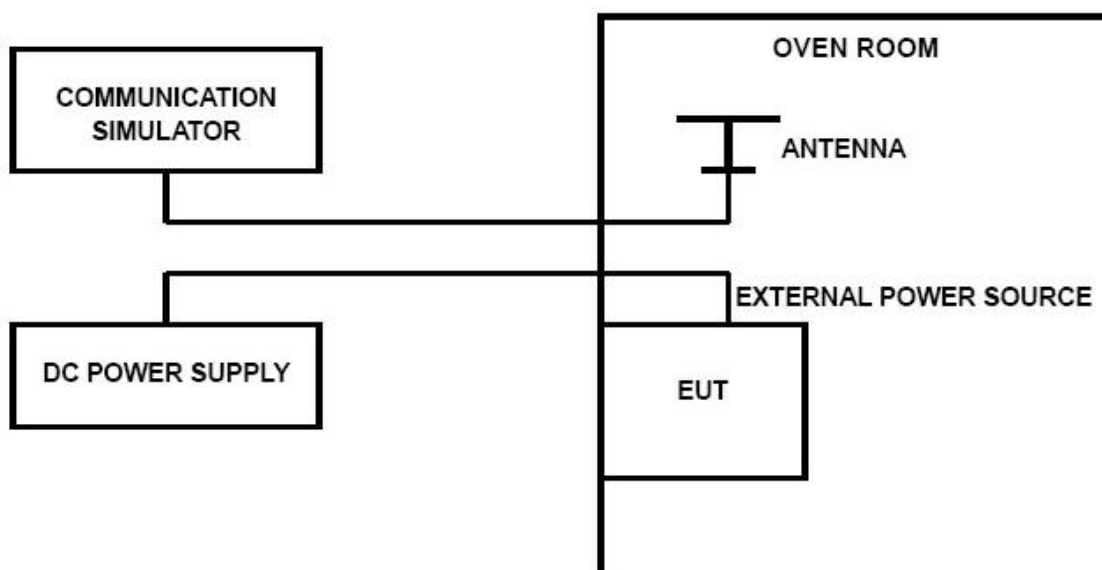 OVEN ROOM
COMMUNICATION
SIMULATOR
ANTENNA
EXTERNAL POWER SOURCE
DC POWER SUPPLY
EUT